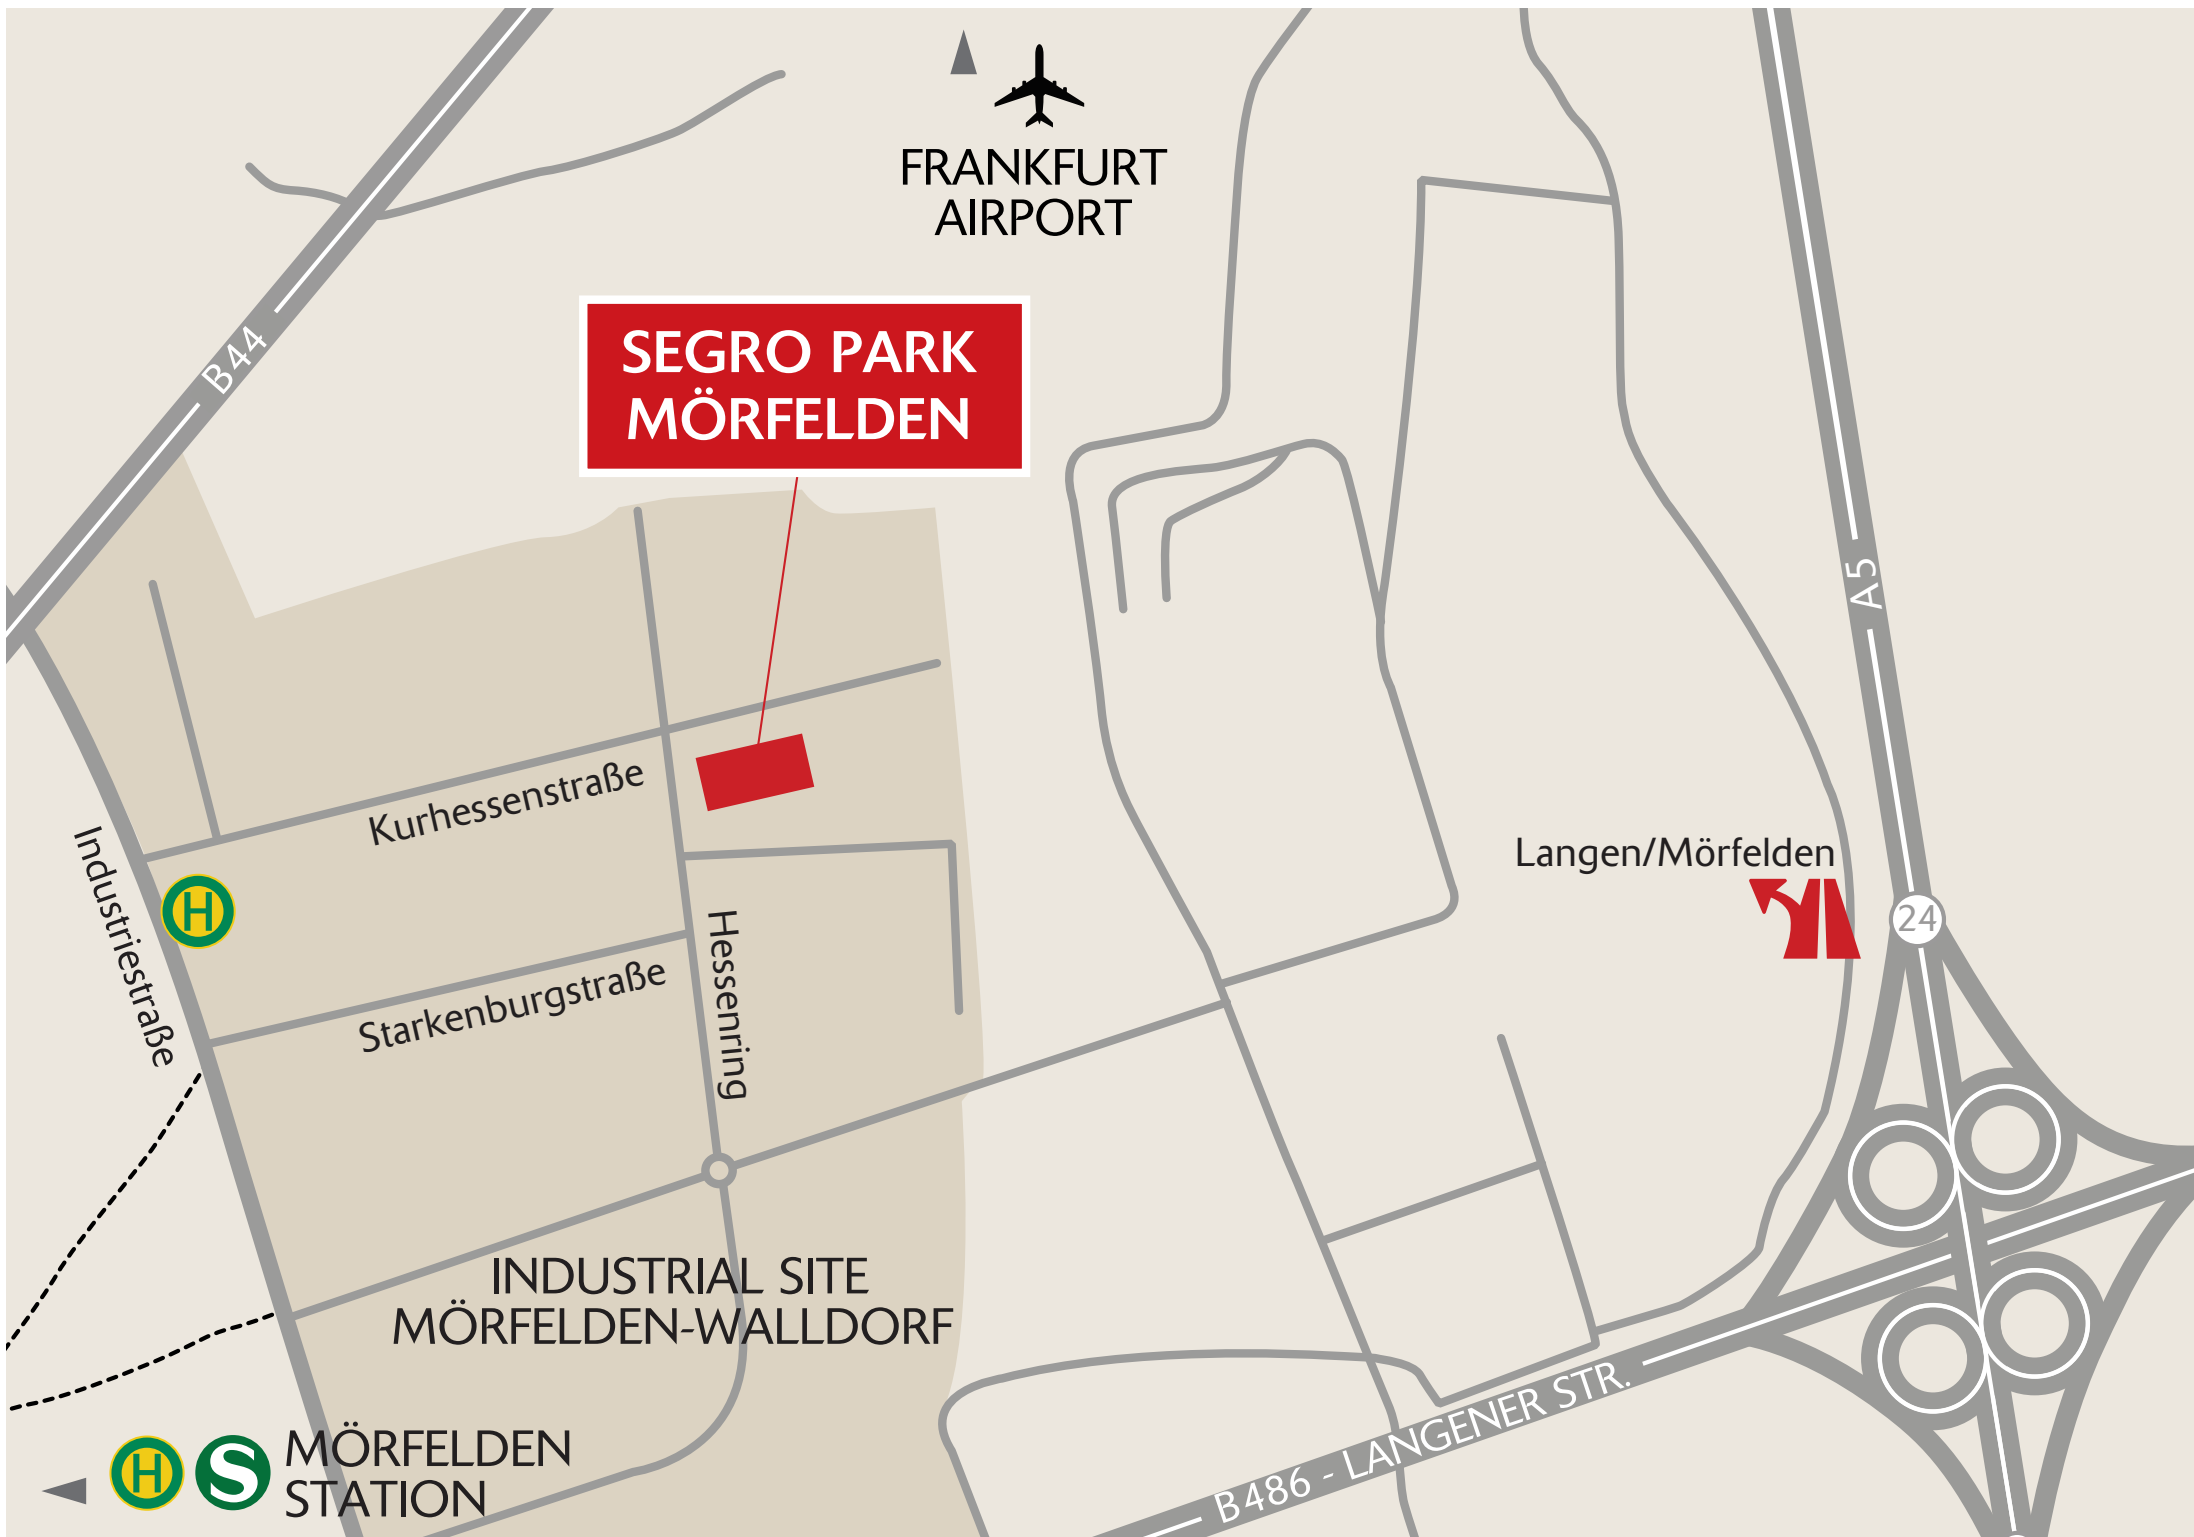 FRANKFURT
AIRPORT
B44
SEGRO PARK
MÖRFELDEN
A5
Kurhessenstraße
Langen/Mörfelden
Industriestraße
H
Hessenring
24
Starkenburgstraße
INDUSTRIAL SITE
MÖRFELDEN-WALLDORF
B486 - LANGENER STR.
H S MÖRFELDEN
STATION